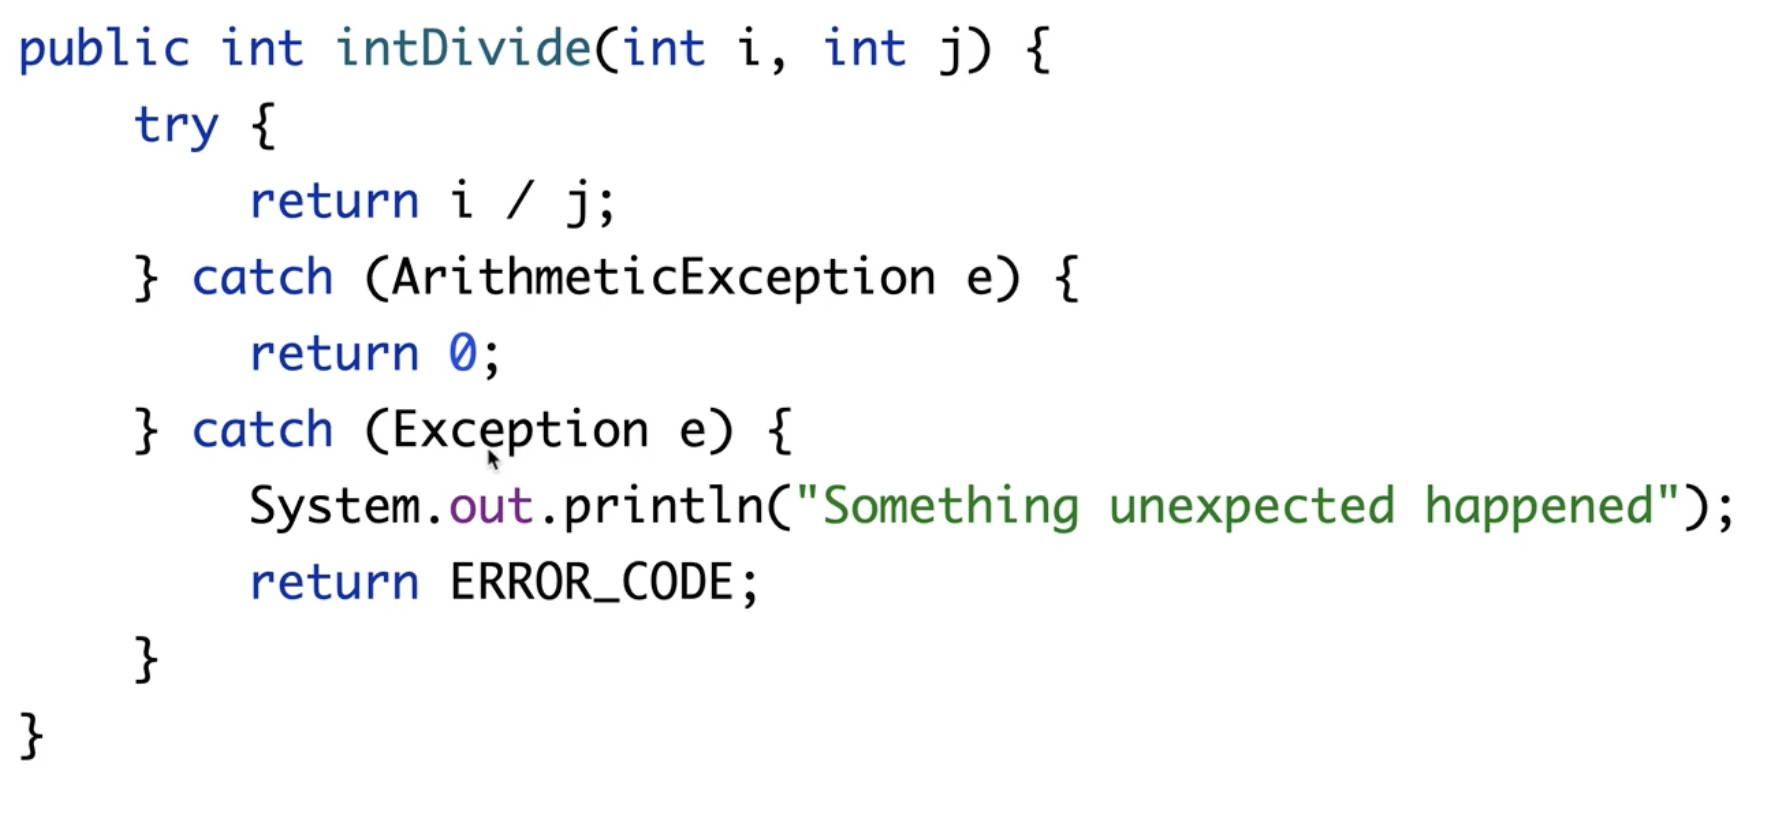 public int intDivide(int i, int j) {
    try {
        return i / j;
    } catch (ArithmeticException e) {
        return 0;
    } catch (Exception e) {
        System.out.println("Something unexpected happened");
        return ERROR_CODE;
    }
}